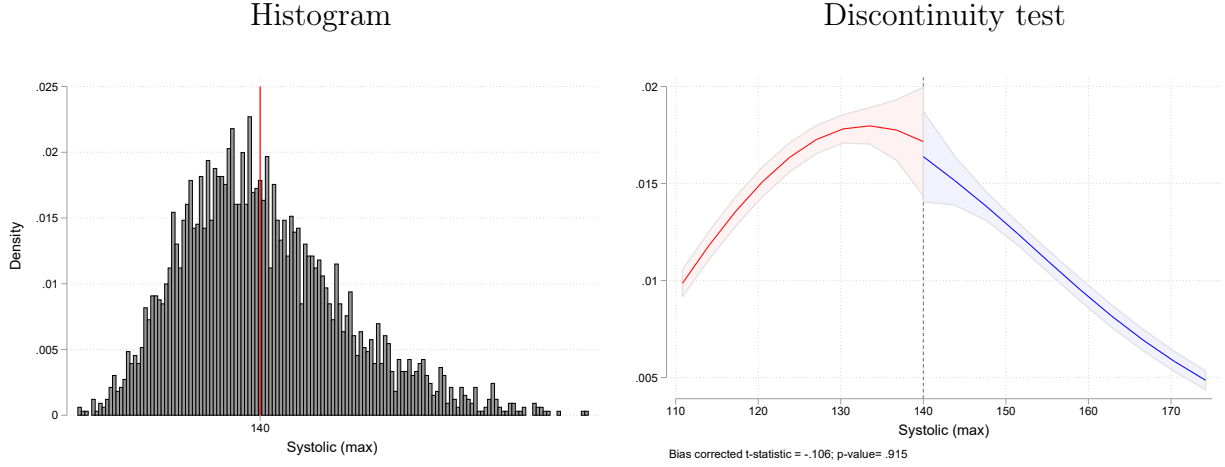 Histogram
Density
.025
.02
.015
.01
.005
0
140
Systolic (max)
Discontinuity test
.02
.015
.01
.005
110 120 130 140 150 160 170
Systolic (max)
Bias corrected t-statistic = -.106; p-value= .915